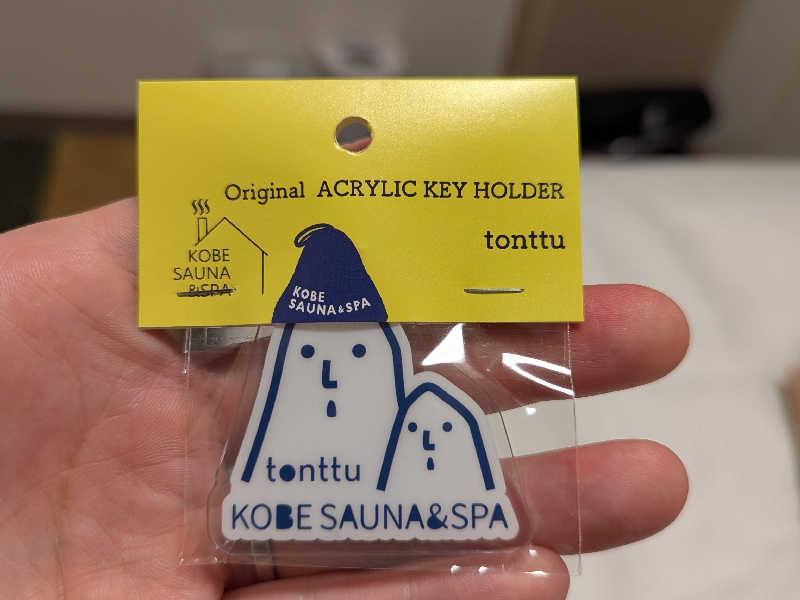 Original ACRYLIC KEY HOLDER
tonttu
KOBE
SAUNA
&SPA
KOBE
SAUNA&SPA
tonttu
KOBE SAUNA&SPA